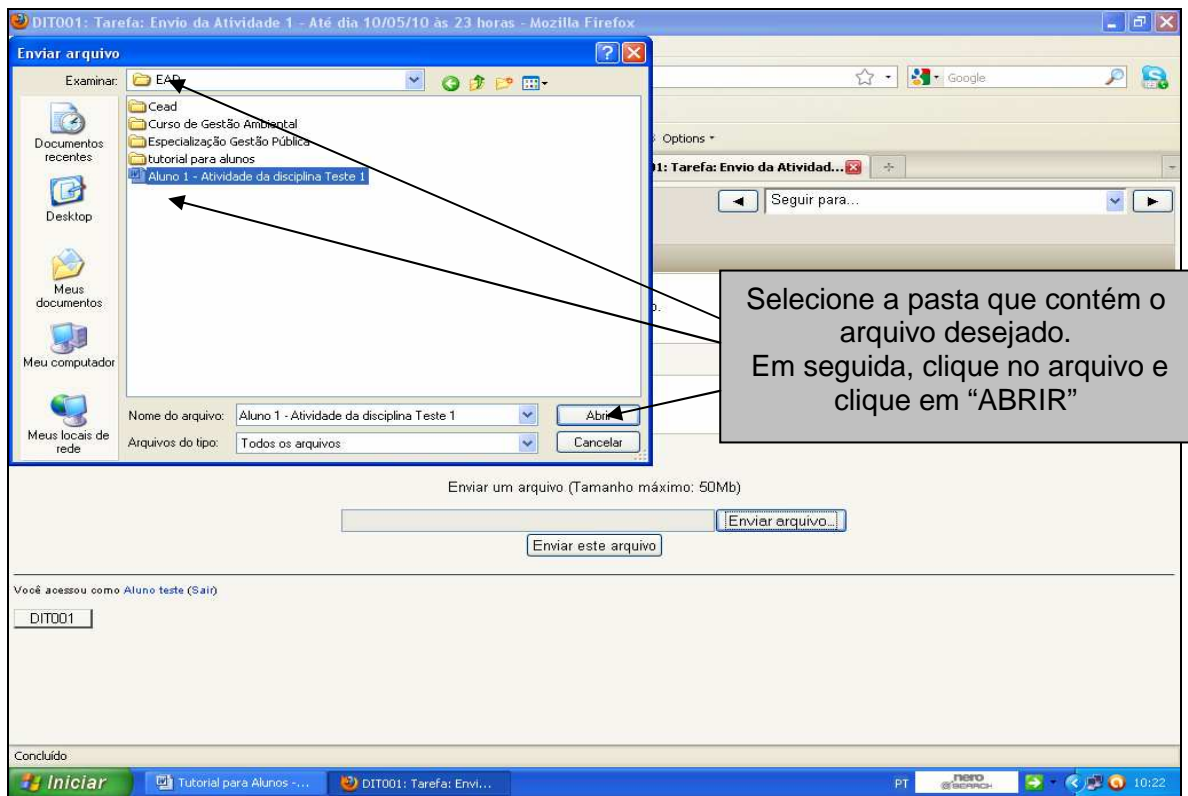 DIT001: Tarefa: Envio da Atividade 1 - Até dia 10/05/10 às 23 horas - Mozilla Firefox
Enviar arquivo
Examinar:
EAD
Google
Cead
Curso de Gestão Ambiental
Especialização Gestão Pública
tutorial para alunos
Aluno 1 - Atividade da disciplina Teste 1
Documentos
recentes
Desktop
Meus
documentos
Meu computador
Meus locais de
rede
Options
01: Tarefa: Envio da Atividad...
Seguir para...
Selecione a pasta que contém o
arquivo desejado.
Em seguida, clique no arquivo e
clique em “ABRIR”
Nome do arquivo:
Aluno 1 - Atividade da disciplina Teste 1
Abrir
Arquivos do tipo:
Todos os arquivos
Cancelar
Enviar um arquivo (Tamanho máximo: 50Mb)
Enviar arquivo...
Enviar este arquivo
Você acessou como Aluno teste (Sair)
DIT001
Concluído
Iniciar
Tutorial para Alunos -...
DIT001: Tarefa: Envi...
PT
nero
SEARCH
10:22